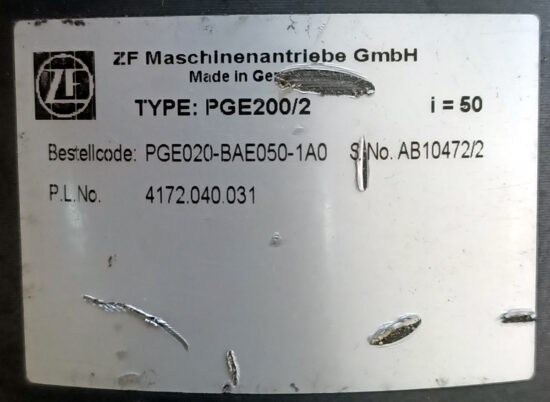 ZF
ZF Maschinenantriebe GmbH
Made in
TYPE: PGE200/2 i = 50
Bestellcode: PGE020-BAE050-1A0 S.No. AB10472/2
P.L.No. 4172.040.031